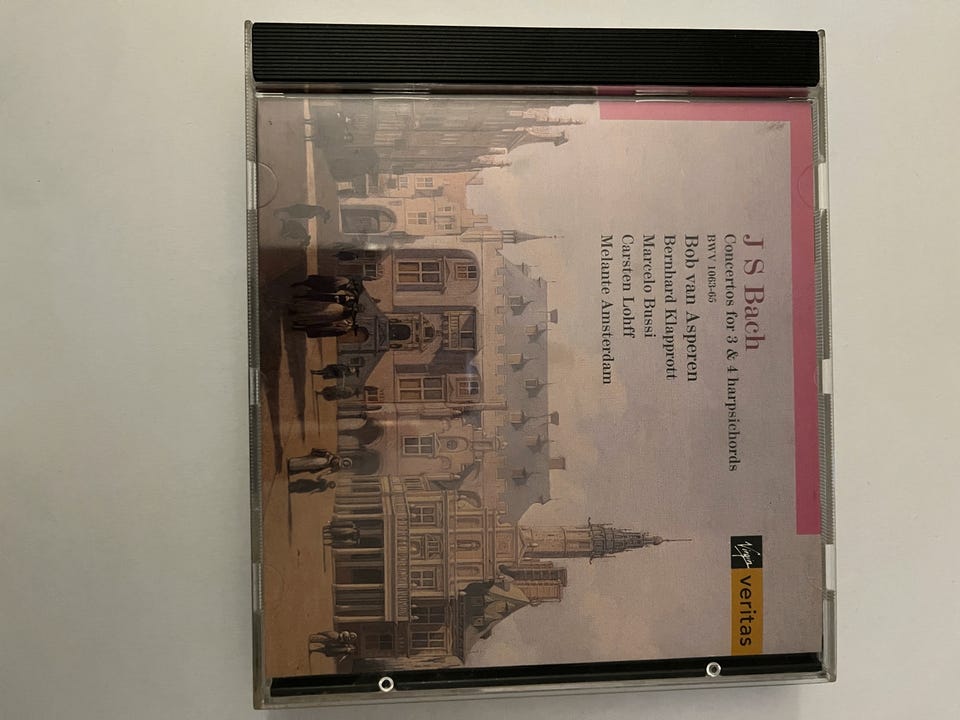 J S Bach
Concertos for 3 & 4 harpsichords
BWV 1063-65
Bob van Asperen
Bernhard Klapprott
Marcelo Bussi
Carsten Lohff
Melante Amsterdam
Virgin veritas